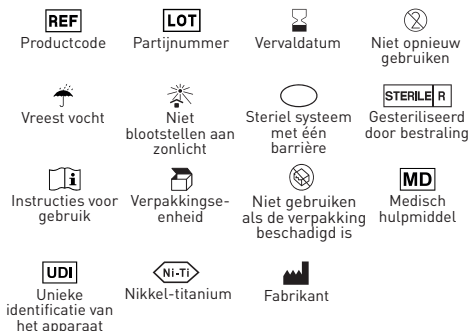 REF
LOT
Productcode
Partijnummer
Vervaldatum
Niet opnieuw
gebruiken
2
STERILE R
Vreest vocht
Niet
blootstellen aan
zonlicht
Steriel systeem
met één
barrière
Gesteriliseerd
door bestraling
i
MD
Instructies voor
gebruik
Verpakkingse-
enheid
Niet gebruiken
als de verpakking
beschadigd is
Medisch
hulpmiddel
UDI
Ni-Ti
Unieke
identificatie van
het apparaat
Nikkel-titanium
Fabrikant